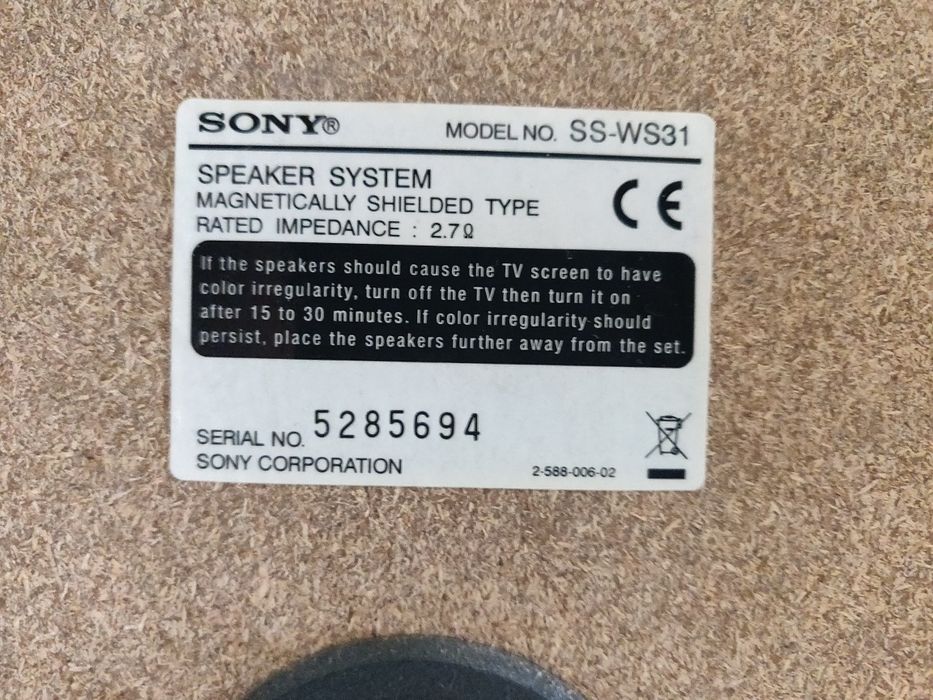 SONY® MODEL NO. SS-WS31
SPEAKER SYSTEM
MAGNETICALLY SHIELDED TYPE
RATED IMPEDANCE : 2.7Ω
CE
If the speakers should cause the TV screen to have
color irregularity, turn off the TV then turn it on
after 15 to 30 minutes. If color irregularity should
persist, place the speakers further away from the set.
SERIAL NO. 5285694
SONY CORPORATION 2-588-006-02